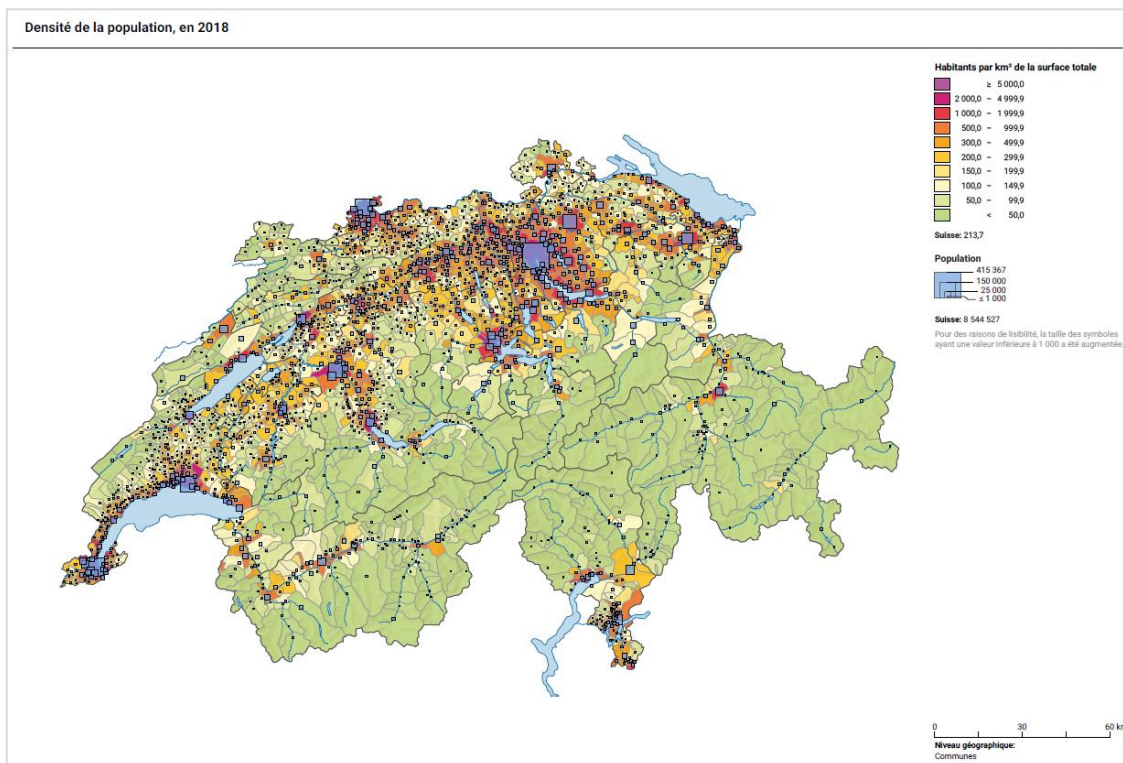 Densité de la population, en 2018
Habitants par km² de la surface totale
≥ 5 000,0
2 000,0 – 4 999,9
1 000,0 – 1 999,9
500,0 – 999,9
300,0 – 499,9
200,0 – 299,9
150,0 – 199,9
100,0 – 149,9
50,0 – 99,9
< 50,0
Suisse: 213,7
Population
415 367
150 000
25 000
≤ 1 000
Suisse: 8 544 527
Pour des raisons de lisibilité, la taille des symboles
ayant une valeur inférieure à 1 000 a été augmentée.
0 30 60 km
Niveau géographique:
Communes